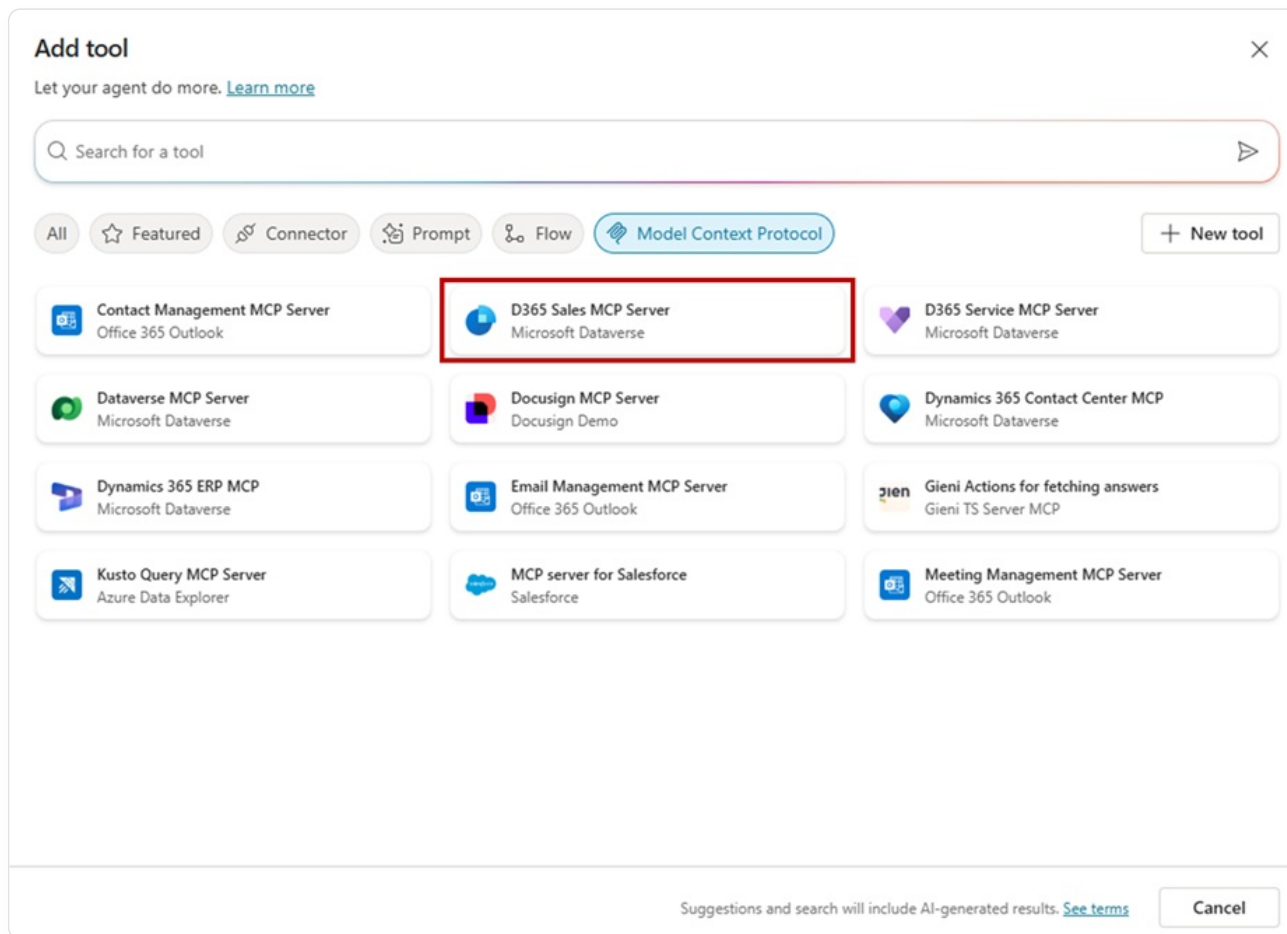 Add tool
Let your agent do more. Learn more
Search for a tool
All
Featured
Connector
Prompt
Flow
Model Context Protocol
New tool
Contact Management MCP Server
Office 365 Outlook
D365 Sales MCP Server
Microsoft Dataverse
D365 Service MCP Server
Microsoft Dataverse
Dataverse MCP Server
Microsoft Dataverse
Docusign MCP Server
Docusign Demo
Dynamics 365 Contact Center MCP
Microsoft Dataverse
Dynamics 365 ERP MCP
Microsoft Dataverse
Email Management MCP Server
Office 365 Outlook
Gieni Actions for fetching answers
Gieni TS Server MCP
Kusto Query MCP Server
Azure Data Explorer
MCP server for Salesforce
Salesforce
Meeting Management MCP Server
Office 365 Outlook
Suggestions and search will include AI-generated results. See terms
Cancel